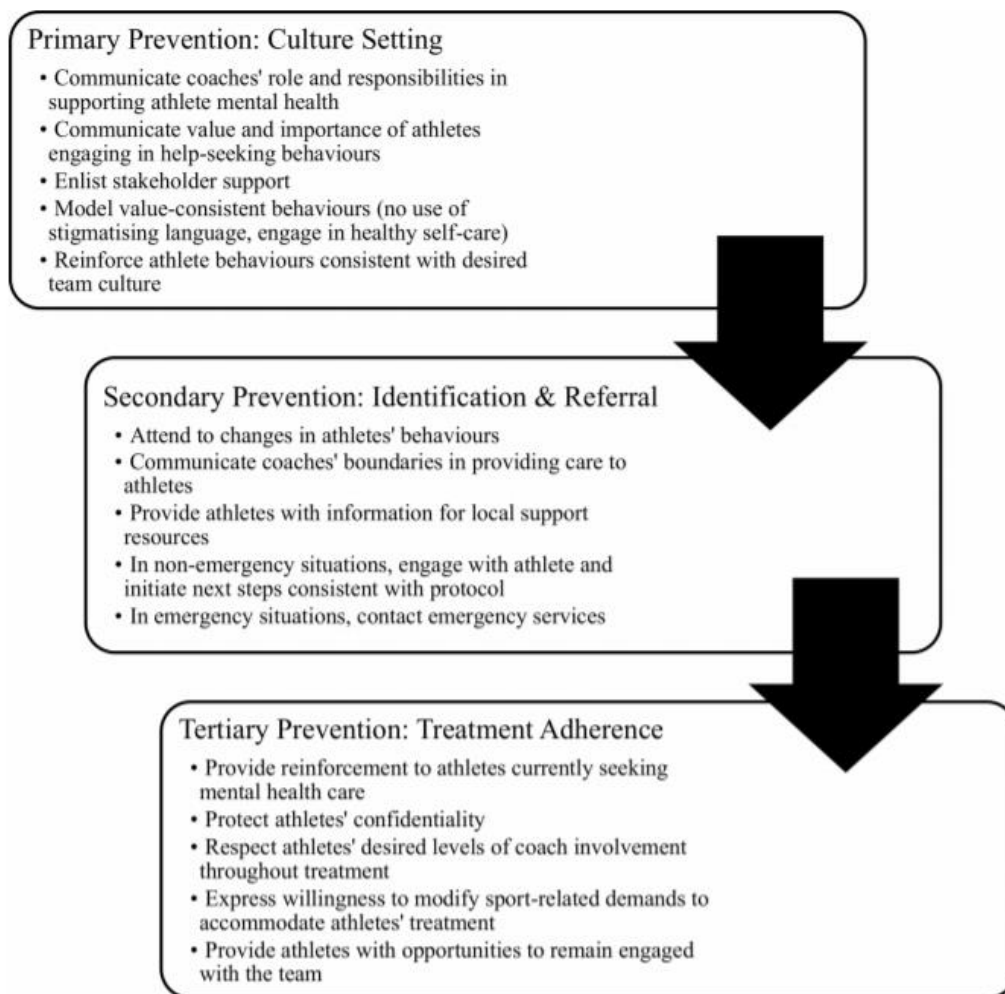 Primary Prevention: Culture Setting
• Communicate coaches' role and responsibilities in
supporting athlete mental health
• Communicate value and importance of athletes
engaging in help-seeking behaviours
• Enlist stakeholder support
• Model value-consistent behaviours (no use of
stigmatising language, engage in healthy self-care)
• Reinforce athlete behaviours consistent with desired
team culture
Secondary Prevention: Identification & Referral
• Attend to changes in athletes' behaviours
• Communicate coaches' boundaries in providing care to
athletes
• Provide athletes with information for local support
resources
• In non-emergency situations, engage with athlete and
initiate next steps consistent with protocol
• In emergency situations, contact emergency services
Tertiary Prevention: Treatment Adherence
• Provide reinforcement to athletes currently seeking
mental health care
• Protect athletes' confidentiality
• Respect athletes' desired levels of coach involvement
throughout treatment
• Express willingness to modify sport-related demands to
accommodate athletes' treatment
• Provide athletes with opportunities to remain engaged
with the team